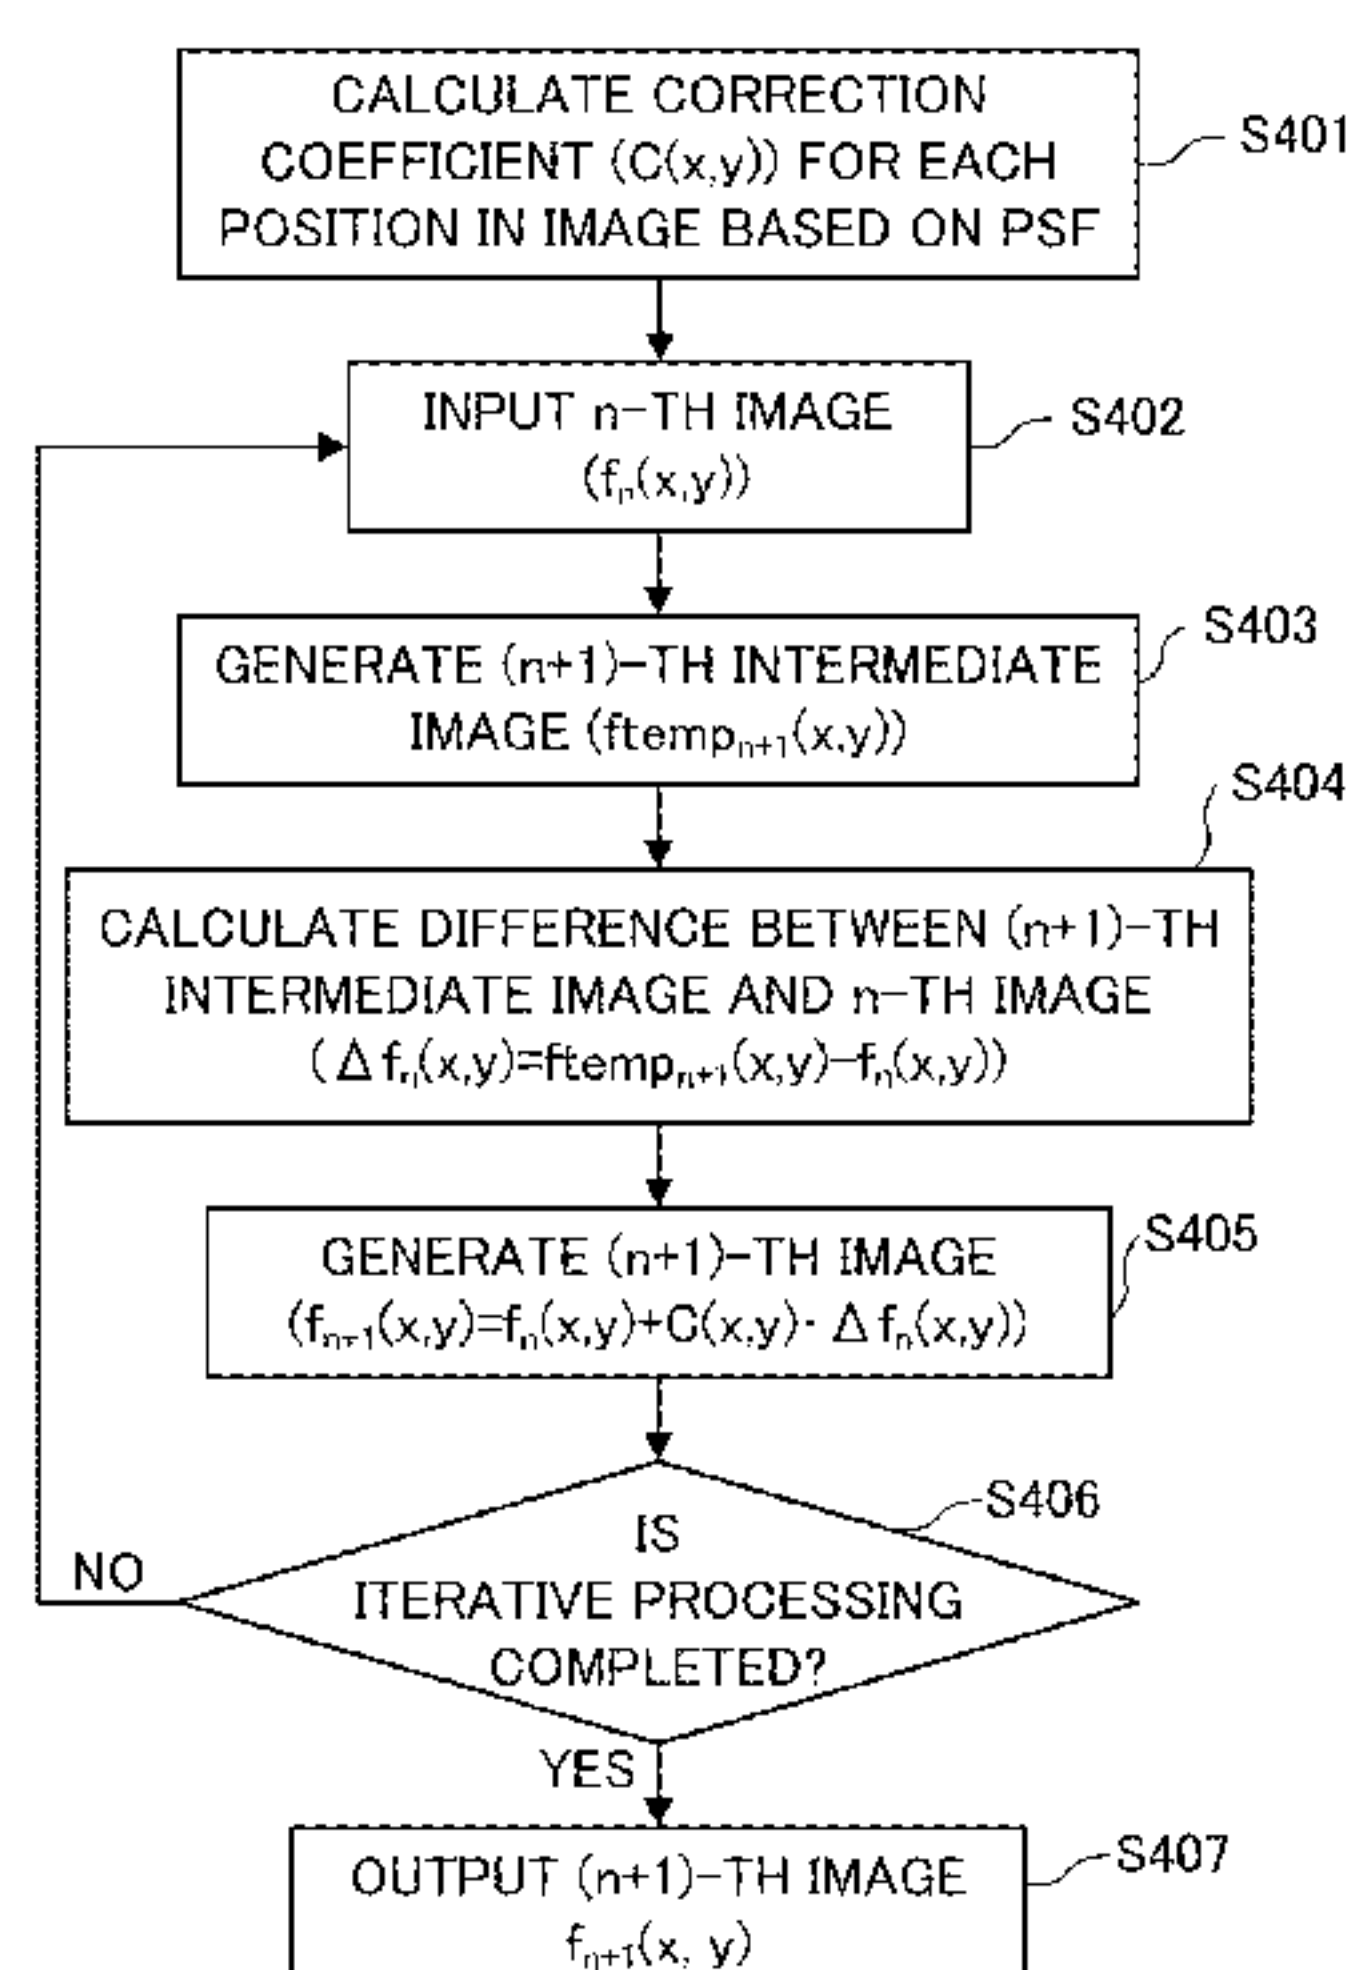 CALCULATE CORRECTION
COEFFICIENT (C(x,y)) FOR EACH
POSITION IN IMAGE BASED ON PSF
S401
INPUT n-TH IMAGE
(fₙ(x,y))
S402
GENERATE (n+1)-TH INTERMEDIATE
IMAGE (ftempₙ₊₁(x,y))
S403
CALCULATE DIFFERENCE BETWEEN (n+1)-TH
INTERMEDIATE IMAGE AND n-TH IMAGE
(Δfₙ(x,y)=ftempₙ₊₁(x,y)-fₙ(x,y))
S404
GENERATE (n+1)-TH IMAGE
(fₙ₊₁(x,y)=fₙ(x,y)+C(x,y)·Δfₙ(x,y))
S405
IS
ITERATIVE PROCESSING
COMPLETED?
S406
NO
YES
OUTPUT (n+1)-TH IMAGE
fₙ₊₁(x, y)
S407